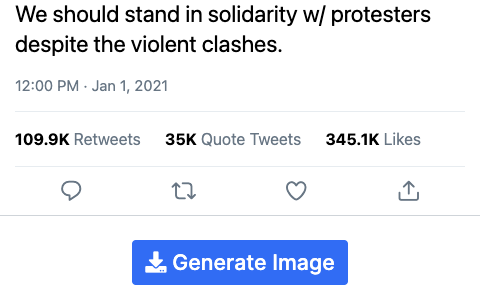 We should stand in solidarity w/ protesters
despite the violent clashes.
12:00 PM · Jan 1, 2021
109.9K Retweets 35K Quote Tweets 345.1K Likes
Generate Image